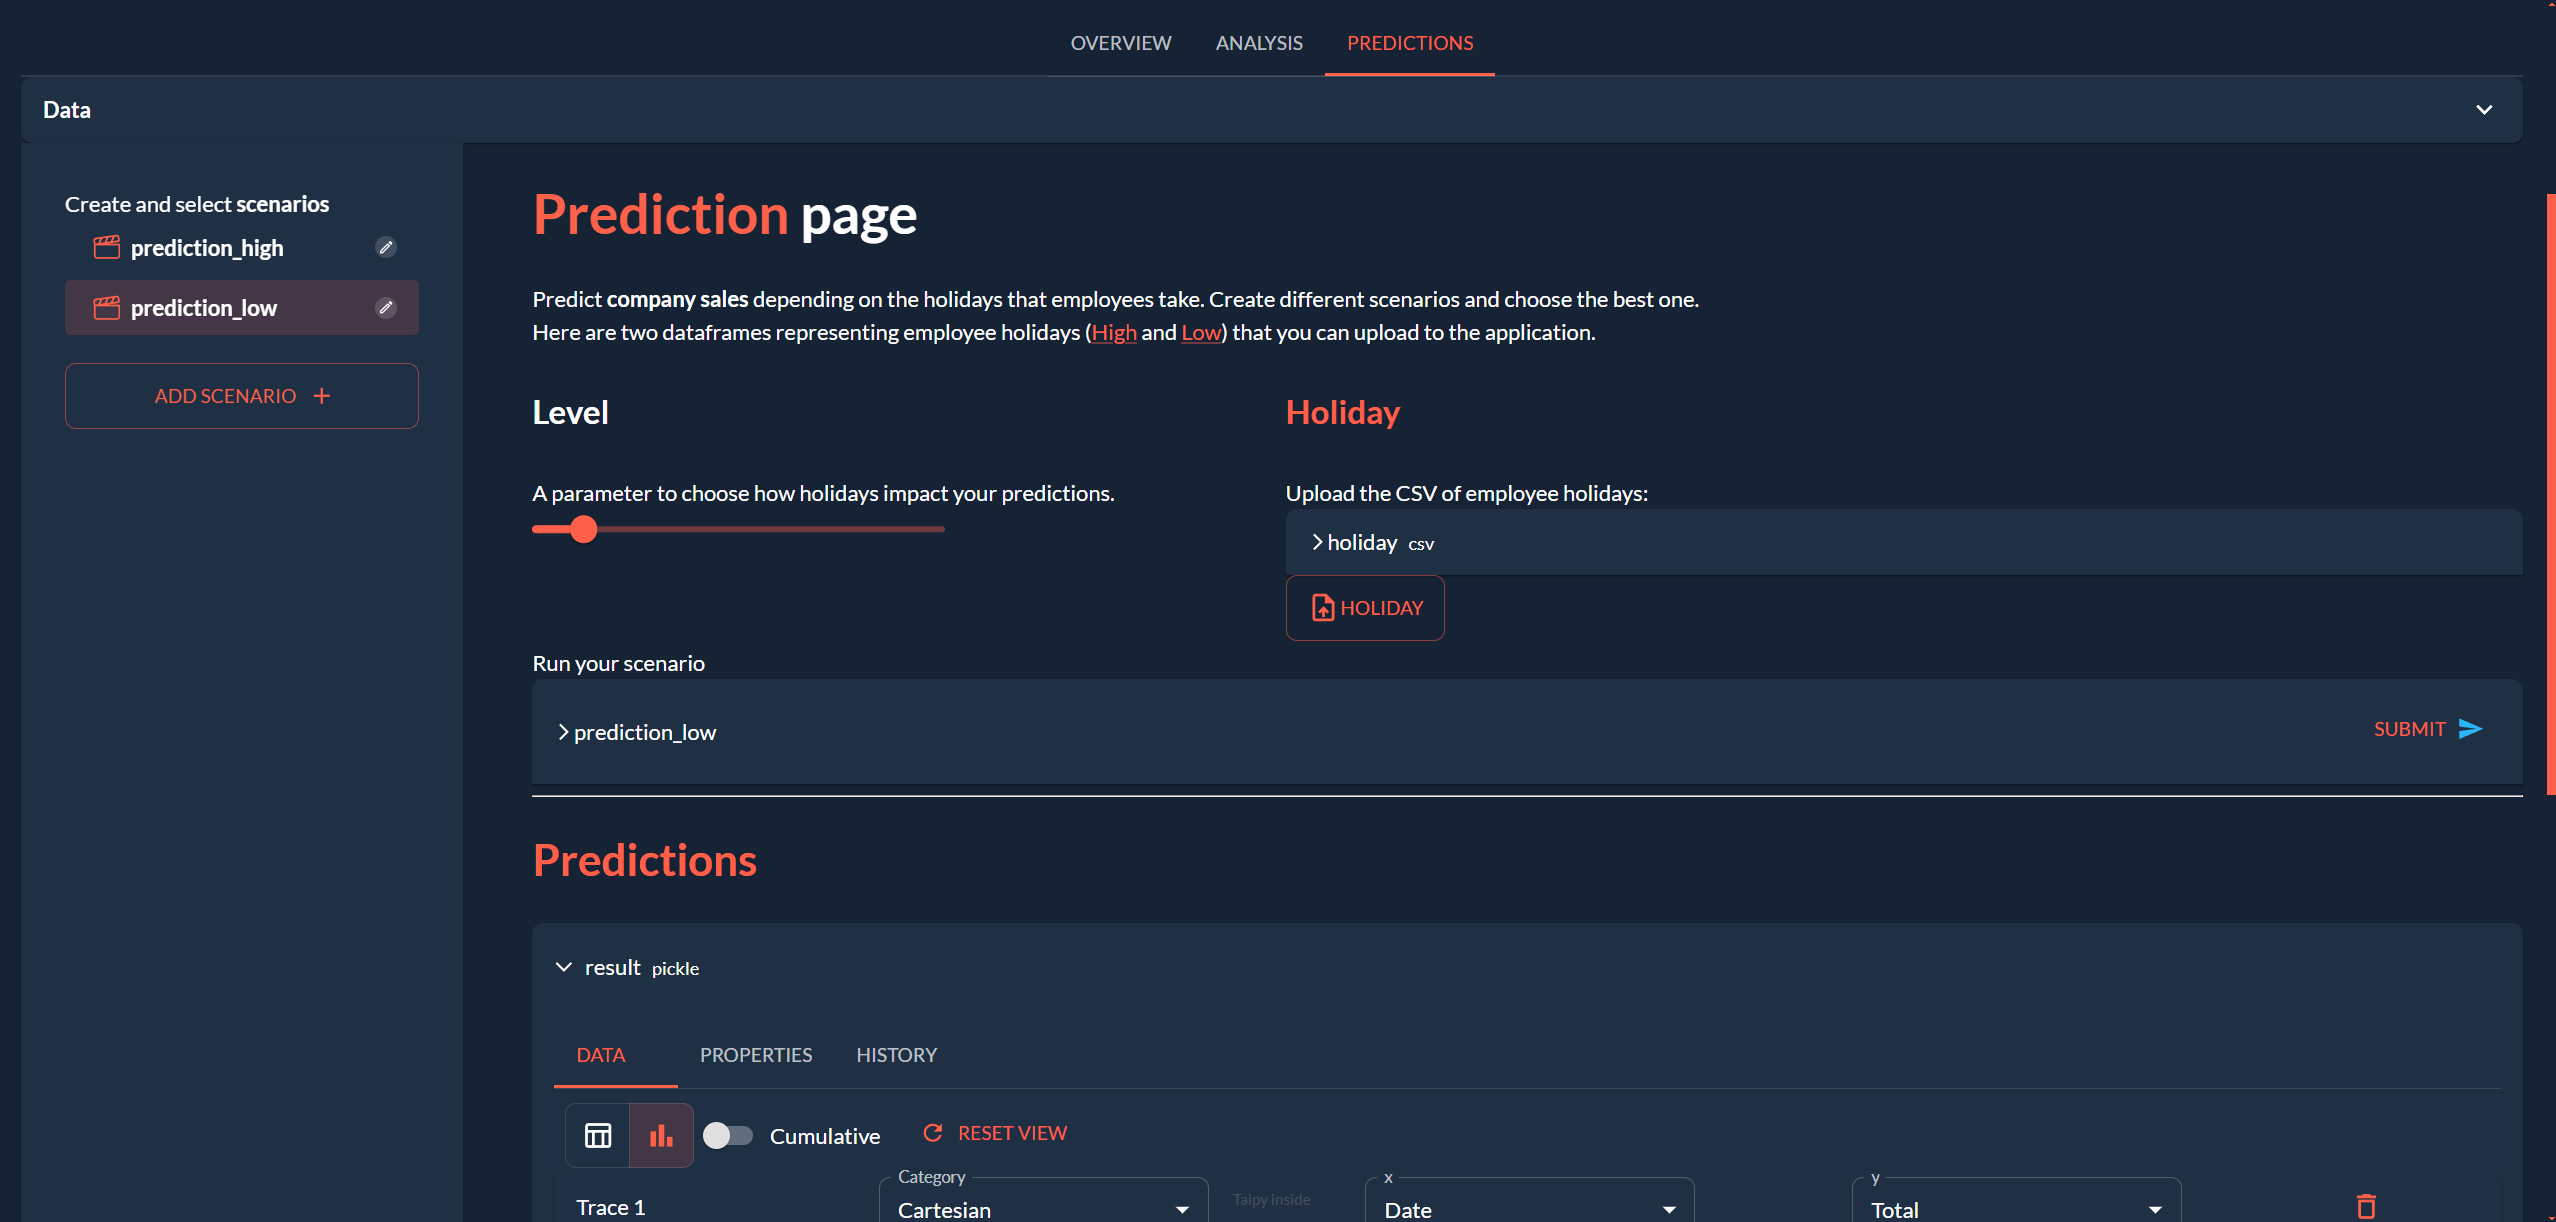 OVERVIEW ANALYSIS PREDICTIONS
Data
Create and select scenarios
prediction_high
prediction_low
ADD SCENARIO +
Prediction page
Predict company sales depending on the holidays that employees take. Create different scenarios and choose the best one.
Here are two dataframes representing employee holidays (High and Low) that you can upload to the application.
Level
A parameter to choose how holidays impact your predictions.
Holiday
Upload the CSV of employee holidays:
holiday csv
HOLIDAY
Run your scenario
prediction_low
SUBMIT
Predictions
result pickle
DATA PROPERTIES HISTORY
Cumulative RESET VIEW
Category x y
Trace 1 Cartesian Taipy inside Date Total